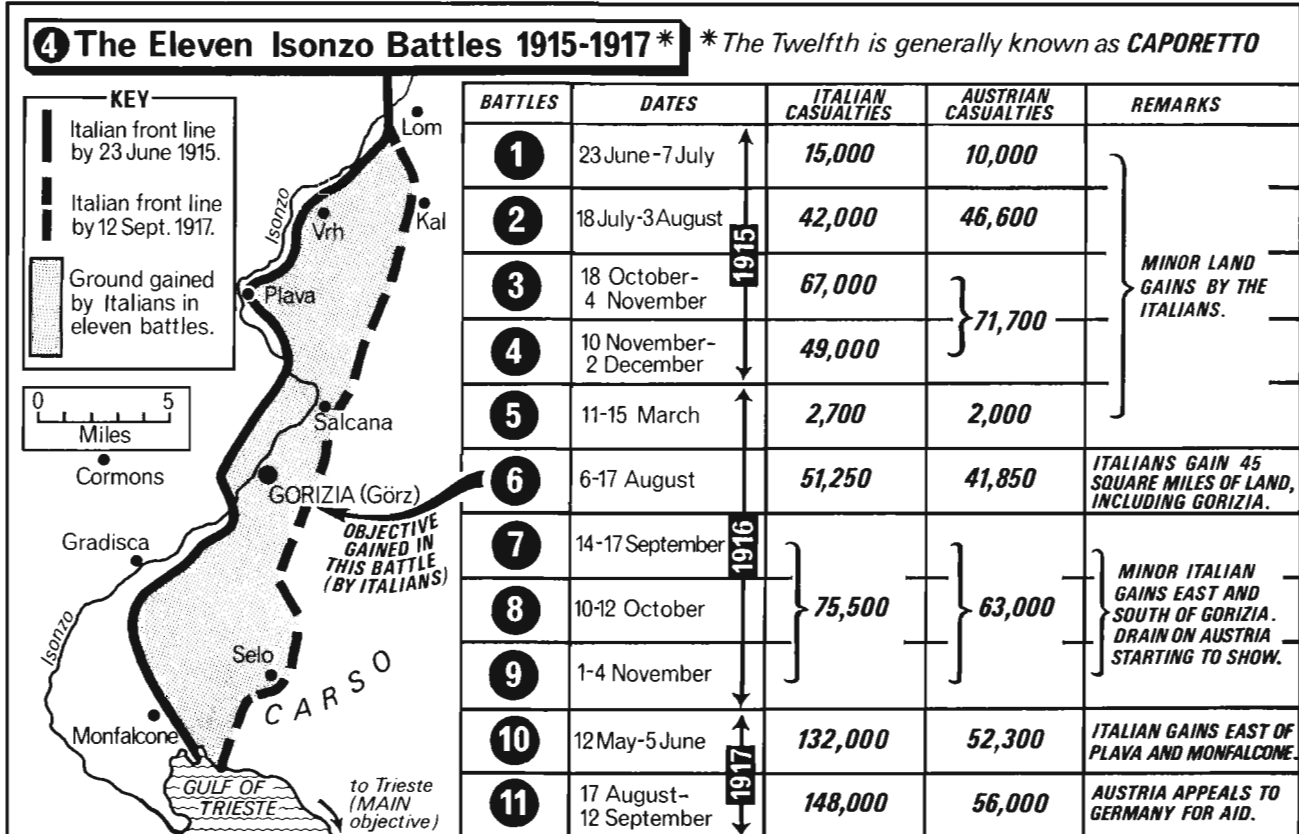 4 The Eleven Isonzo Battles 1915-1917*
* The Twelfth is generally known as CAPORETTO
KEY
Italian front line
by 23 June 1915.
Italian front line
by 12 Sept. 1917.
Ground gained
by Italians in
eleven battles.
0 5
Miles
Lom
Isonzo
Vrh
Kal
Plava
Salcana
Cormons
GORIZIA (Görz)
OBJECTIVE
GAINED IN
THIS BATTLE
(BY ITALIANS)
Gradisca
Isonzo
Selo
CARSO
Monfalcone
GULF OF
TRIESTE
to Trieste
(MAIN
objective)
BATTLES DATES ITALIAN CASUALTIES AUSTRIAN CASUALTIES REMARKS
1 23 June-7 July 15,000 10,000
2 18 July-3 August 42,000 46,600
1915
3 18 October-
4 November 67,000
71,700
4 10 November-
2 December 49,000
MINOR LAND
GAINS BY THE
ITALIANS.
5 11-15 March 2,700 2,000
6 6-17 August 51,250 41,850
ITALIANS GAIN 45
SQUARE MILES OF LAND,
INCLUDING GORIZIA.
1916
7 14-17 September
8 10-12 October 75,500 63,000
9 1-4 November
MINOR ITALIAN
GAINS EAST AND
SOUTH OF GORIZIA.
DRAIN ON AUSTRIA
STARTING TO SHOW.
10 12 May-5 June 132,000 52,300
ITALIAN GAINS EAST OF
PLAVA AND MONFALCONE.
1917
11 17 August-
12 September 148,000 56,000
AUSTRIA APPEALS TO
GERMANY FOR AID.